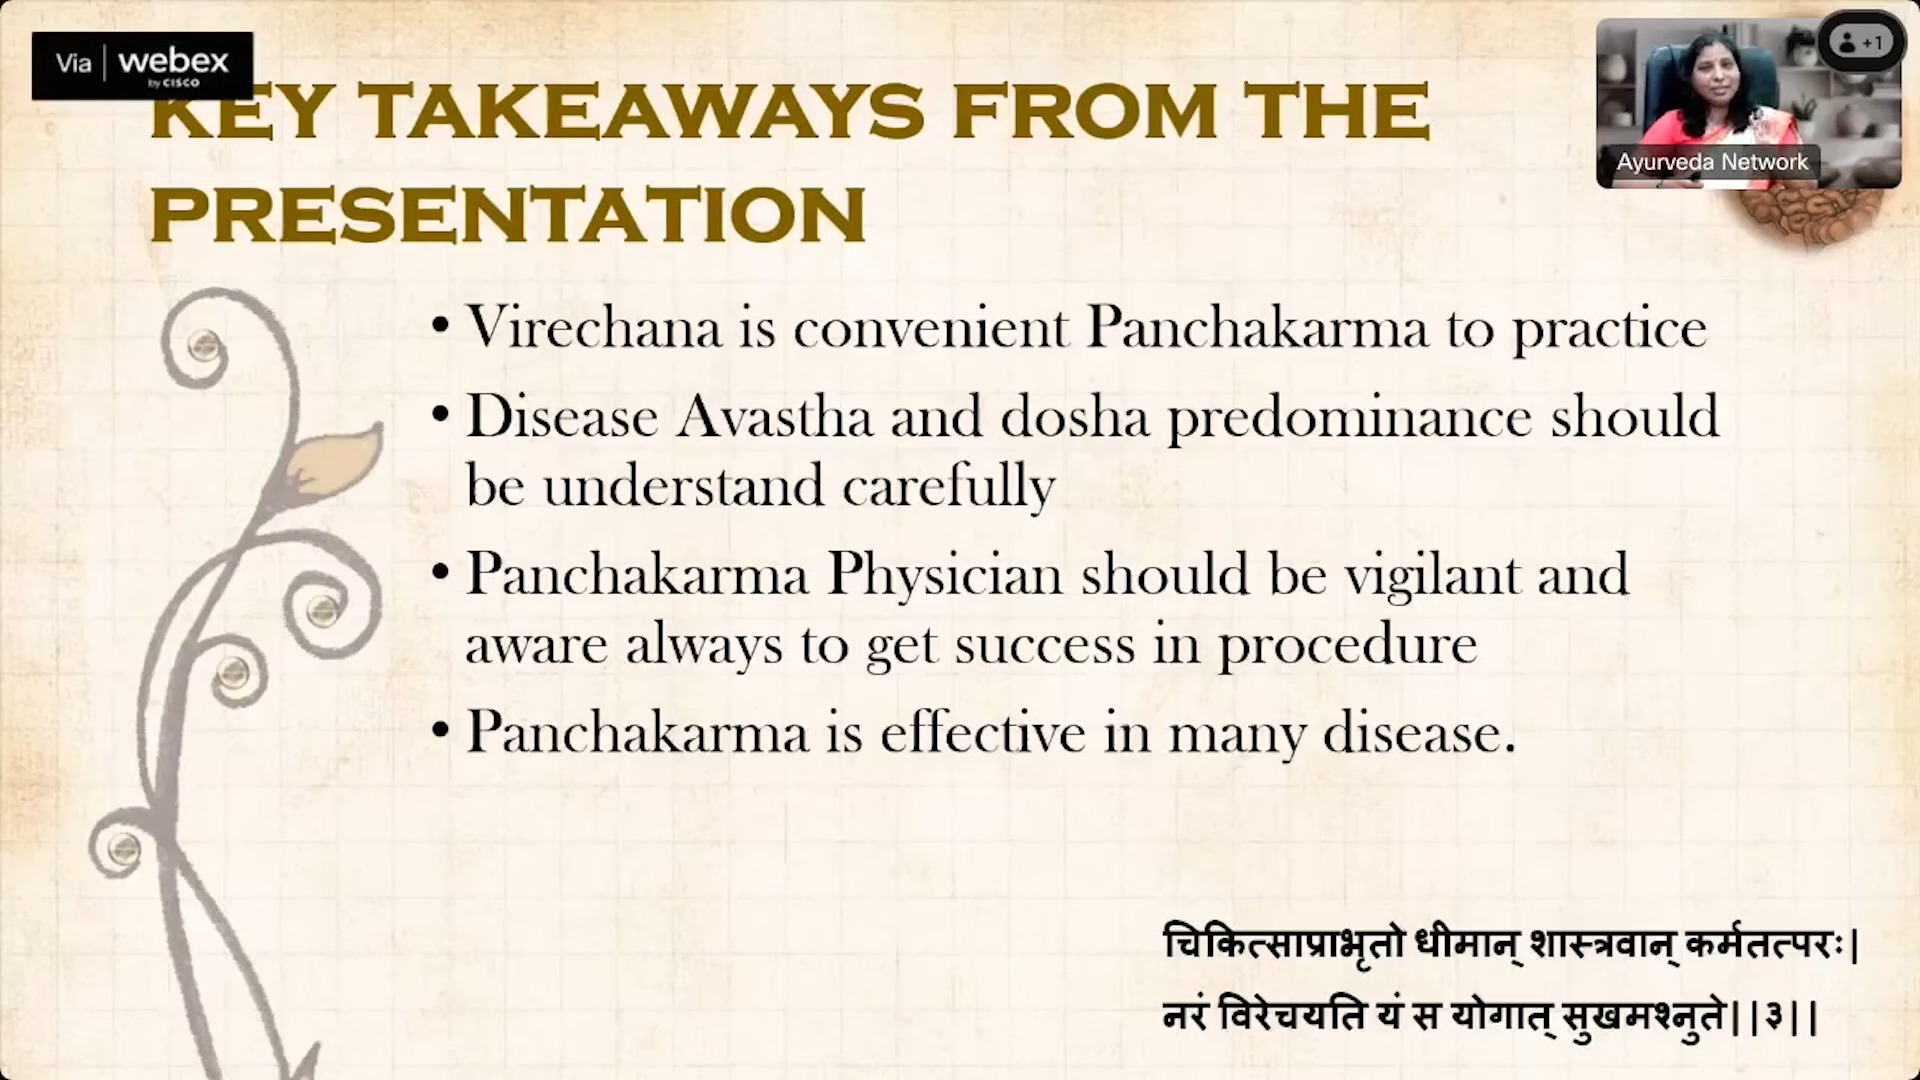 Via webex
by CISCO
+1
Ayurveda Network
KEY TAKEAWAYS FROM THE
PRESENTATION
• Virechana is convenient Panchakarma to practice
• Disease Avastha and dosha predominance should
be understand carefully
• Panchakarma Physician should be vigilant and
aware always to get success in procedure
• Panchakarma is effective in many disease.
चिकित्साप्राभृतो धीमान् शास्त्रवान् कर्मतत्परः|
नरं विरेचयति यं स योगात् सुखमश्नुते||३||